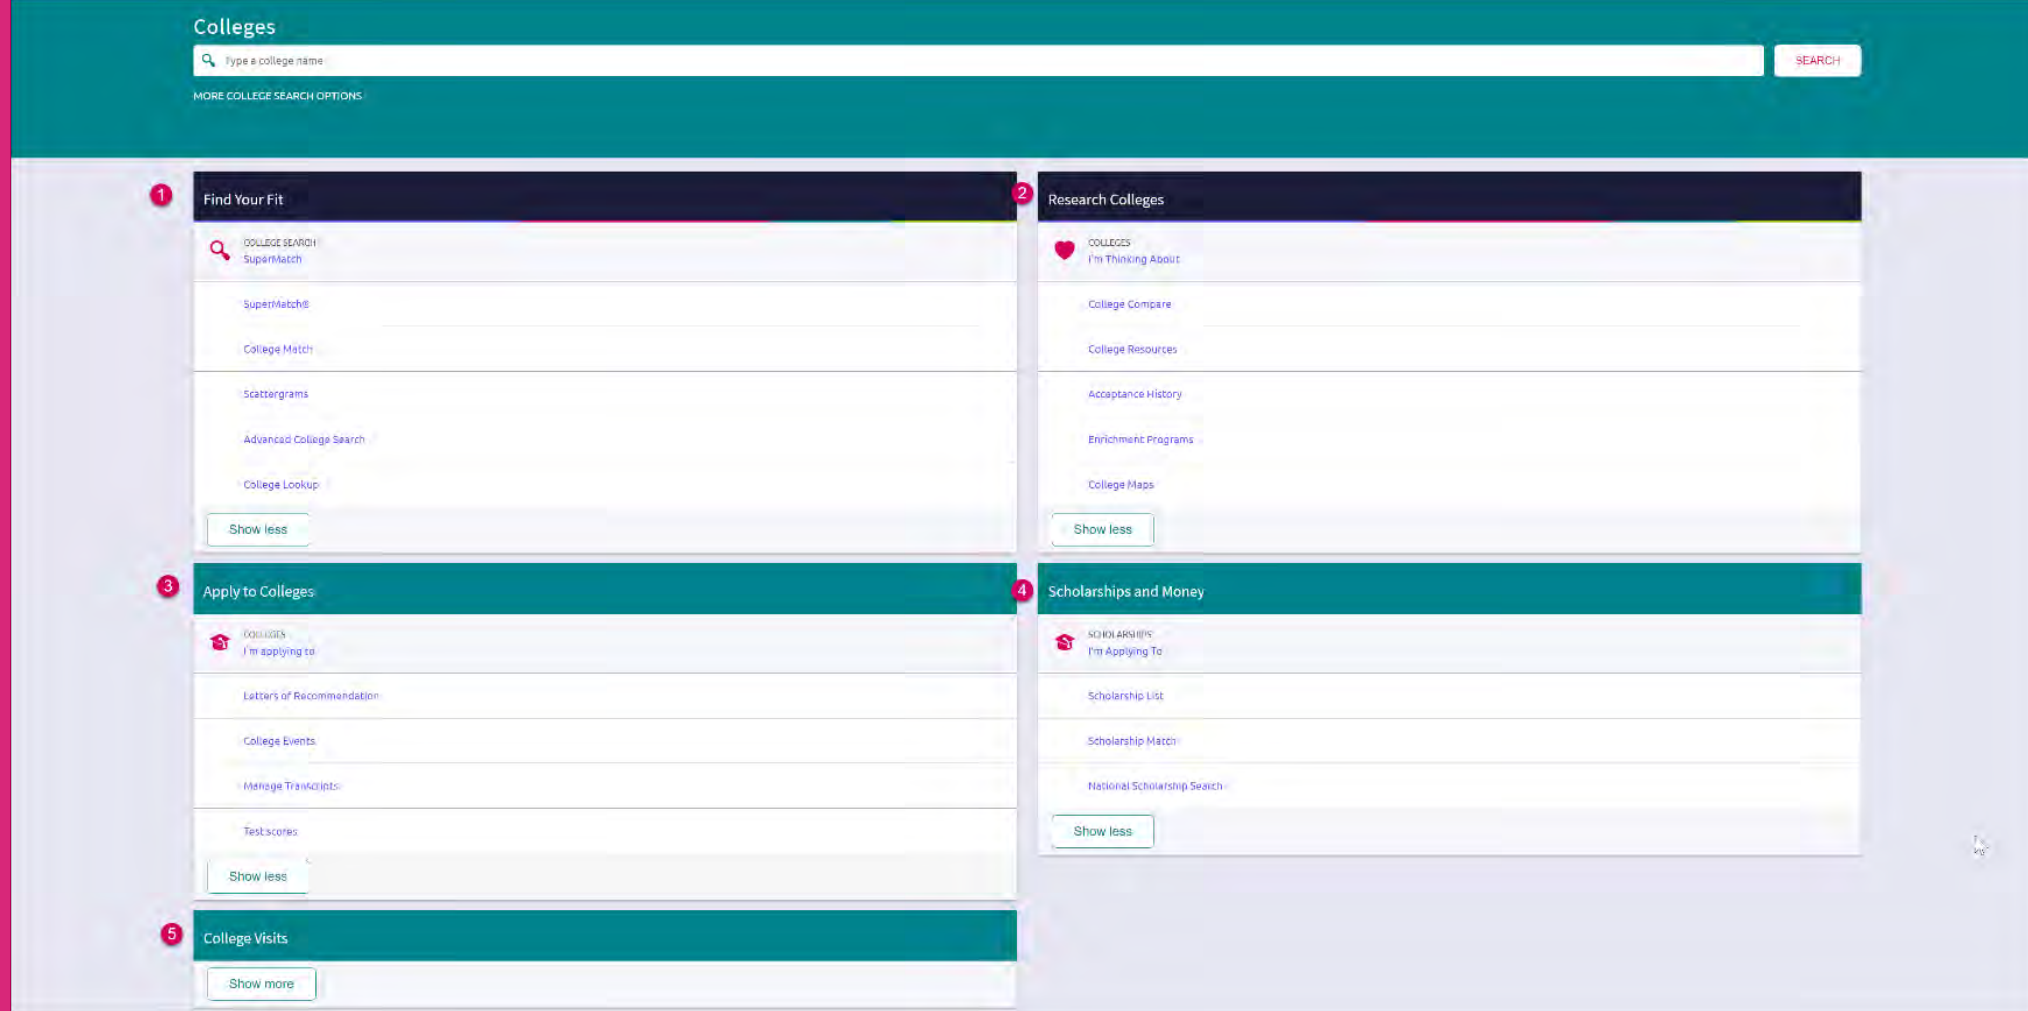 Colleges
Type a college name
SEARCH
MORE COLLEGE SEARCH OPTIONS
1
Find Your Fit
COLLEGE SEARCH
SuperMatch
SuperMatch®
College Match
Scattergrams
Advanced College Search
College Lookup
Show less
2
Research Colleges
COLLEGES
I'm Thinking About
College Compare
College Resources
Acceptance History
Enrichment Programs
College Maps
Show less
3
Apply to Colleges
COLLEGES
I'm applying to
Letters of Recommendation
College Events
Manage Transcripts
Test scores
Show less
4
Scholarships and Money
SCHOLARSHIPS
I'm Applying To
Scholarship List
Scholarship Match
National Scholarship Search
Show less
5
College Visits
Show more